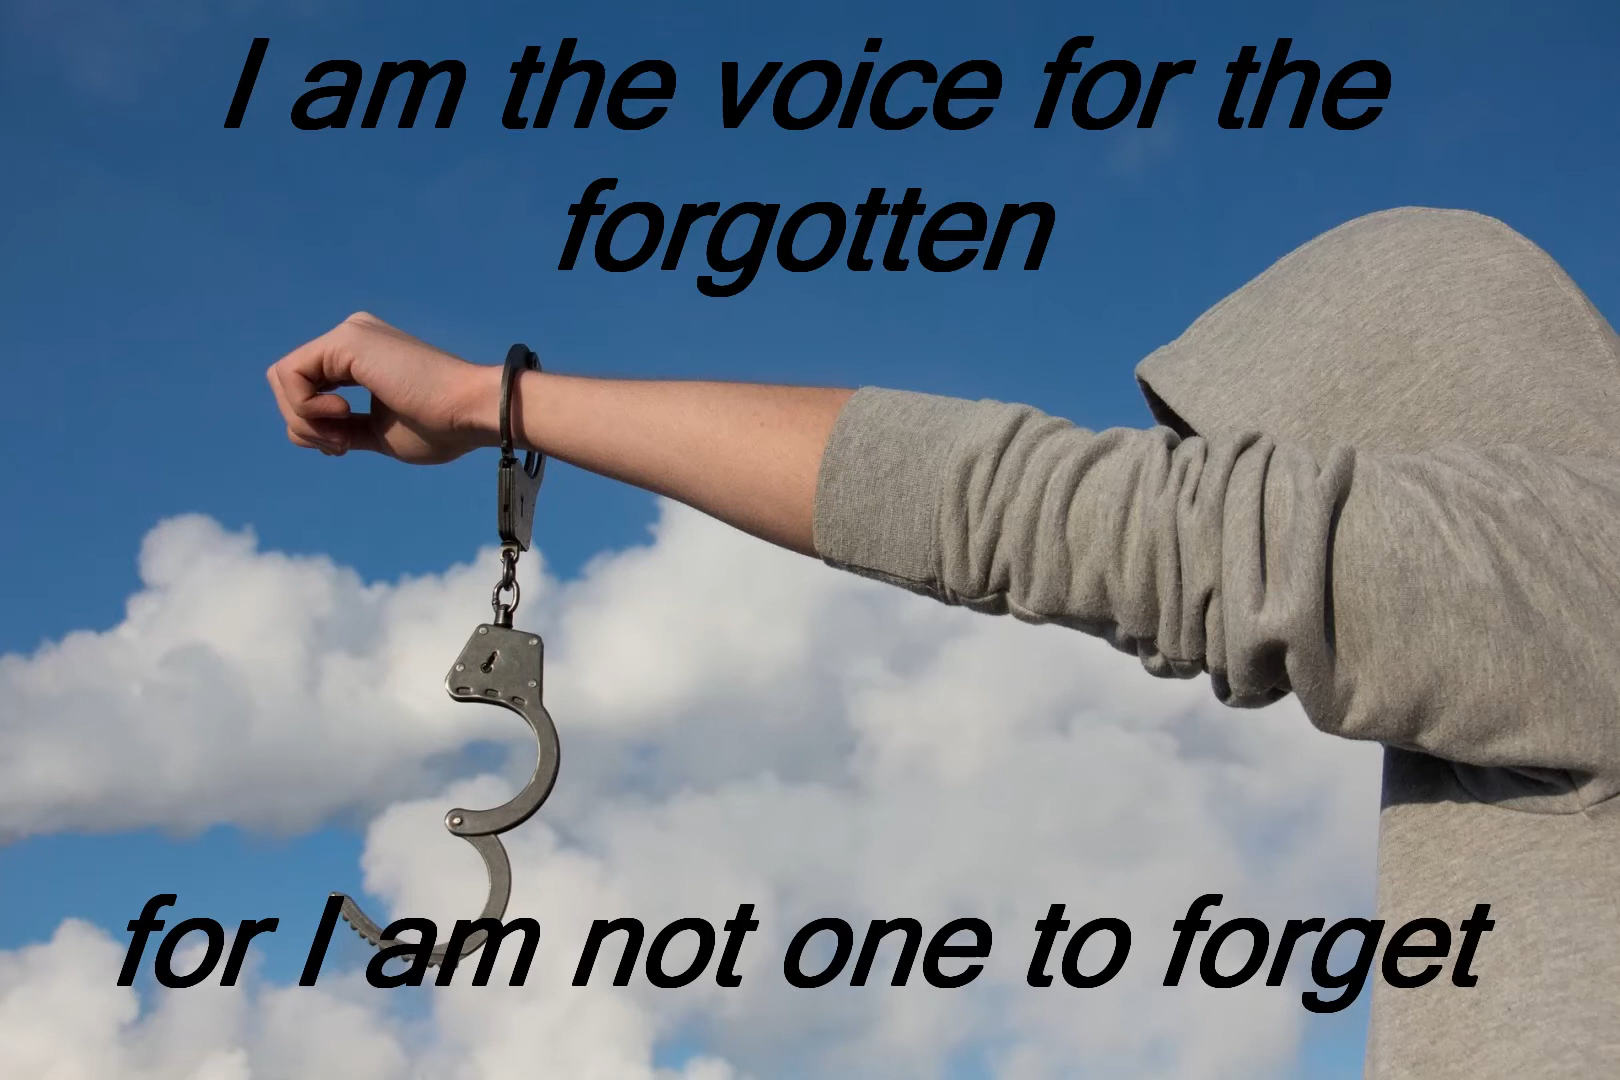 I am the voice for the
forgotten
for I am not one to forget